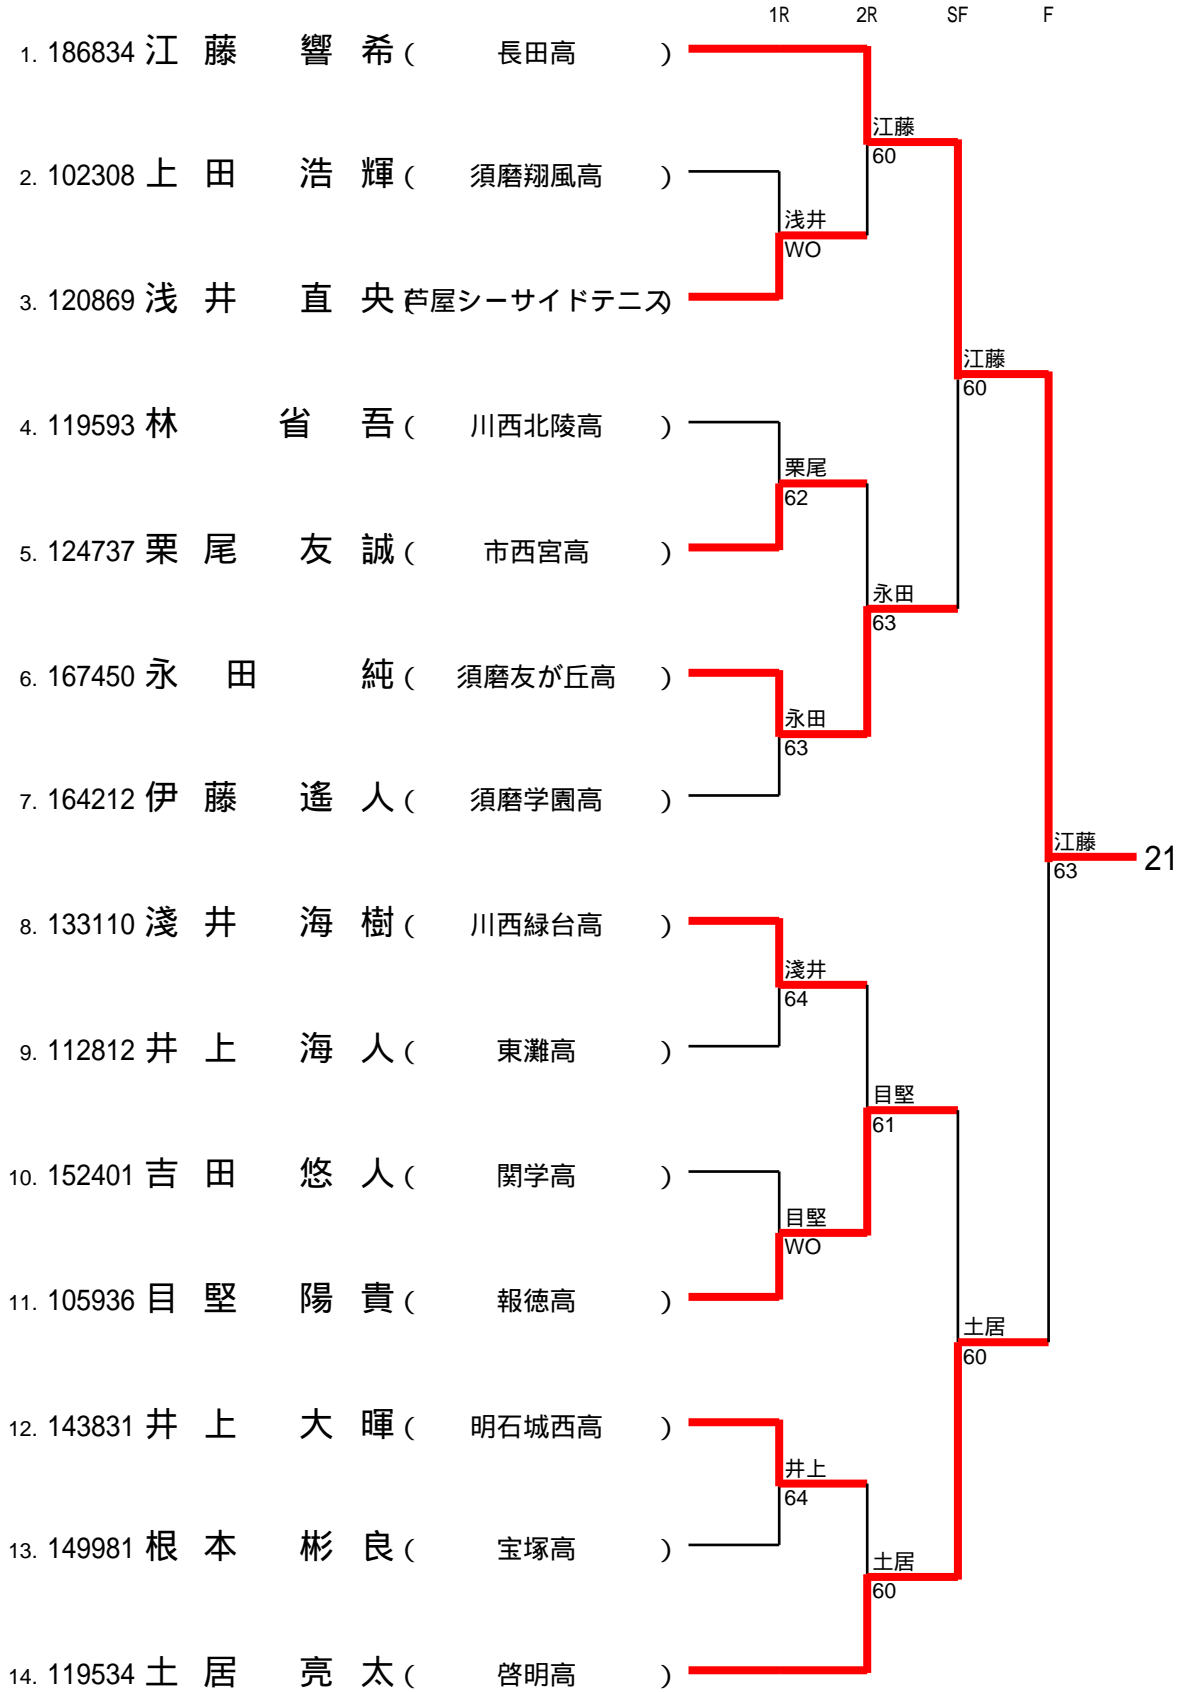 1R 2R SF F
1. 186834 江藤 響希 ( 長田高 )
江藤
60
2. 102308 上田 浩輝 ( 須磨翔風高 )
浅井
WO
3. 120869 浅井 直央 ( 芦屋シーサイドテニス )
江藤
60
4. 119593 林 省吾 ( 川西北陵高 )
栗尾
62
5. 124737 栗尾 友誠 ( 市西宮高 )
永田
63
6. 167450 永田 純 ( 須磨友が丘高 )
永田
63
7. 164212 伊藤 遙人 ( 須磨学園高 )
江藤
63
21
8. 133110 淺井 海樹 ( 川西緑台高 )
淺井
64
9. 112812 井上 海人 ( 東灘高 )
目堅
61
10. 152401 吉田 悠人 ( 関学高 )
目堅
WO
11. 105936 目堅 陽貴 ( 報徳高 )
土居
60
12. 143831 井上 大暉 ( 明石城西高 )
井上
64
13. 149981 根本 彬良 ( 宝塚高 )
土居
60
14. 119534 土居 亮太 ( 啓明高 )